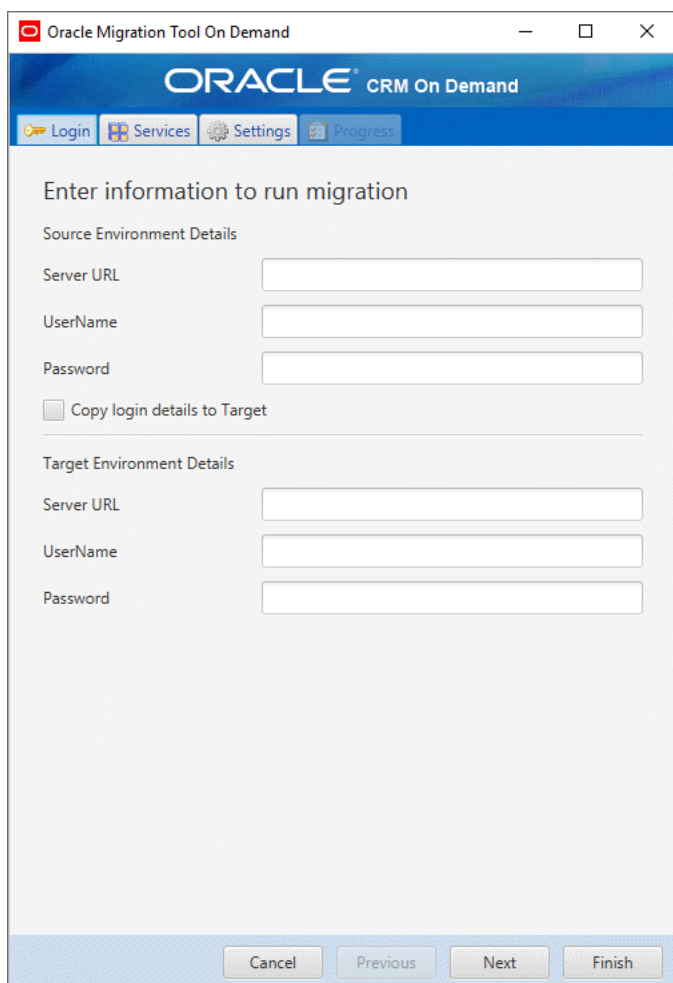 Oracle Migration Tool On Demand
ORACLE® CRM On Demand
Login Services Settings Progress
Enter information to run migration
Source Environment Details
Server URL
UserName
Password
Copy login details to Target
Target Environment Details
Server URL
UserName
Password
Cancel Previous Next Finish